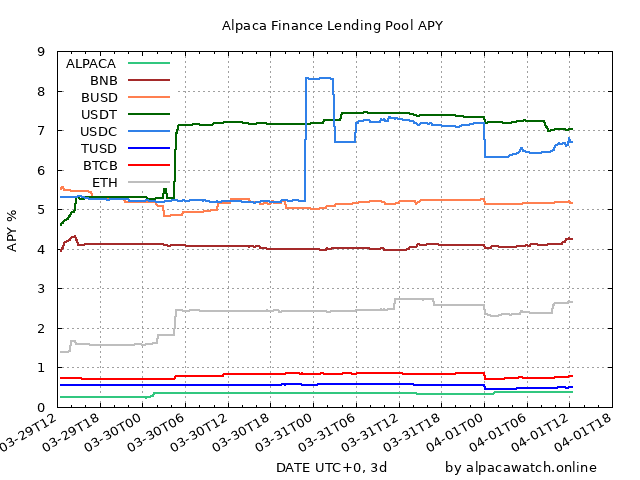 Alpaca Finance Lending Pool APY
APY %
9
8
7
6
5
4
3
2
1
0
ALPACA
BNB
BUSD
USDT
USDC
TUSD
BTCB
ETH
03-29T12
03-29T18
03-30T00
03-30T06
03-30T12
03-30T18
03-31T00
03-31T06
03-31T12
03-31T18
04-01T00
04-01T06
04-01T12
04-01T18
DATE UTC+0, 3d
by alpacawatch.online